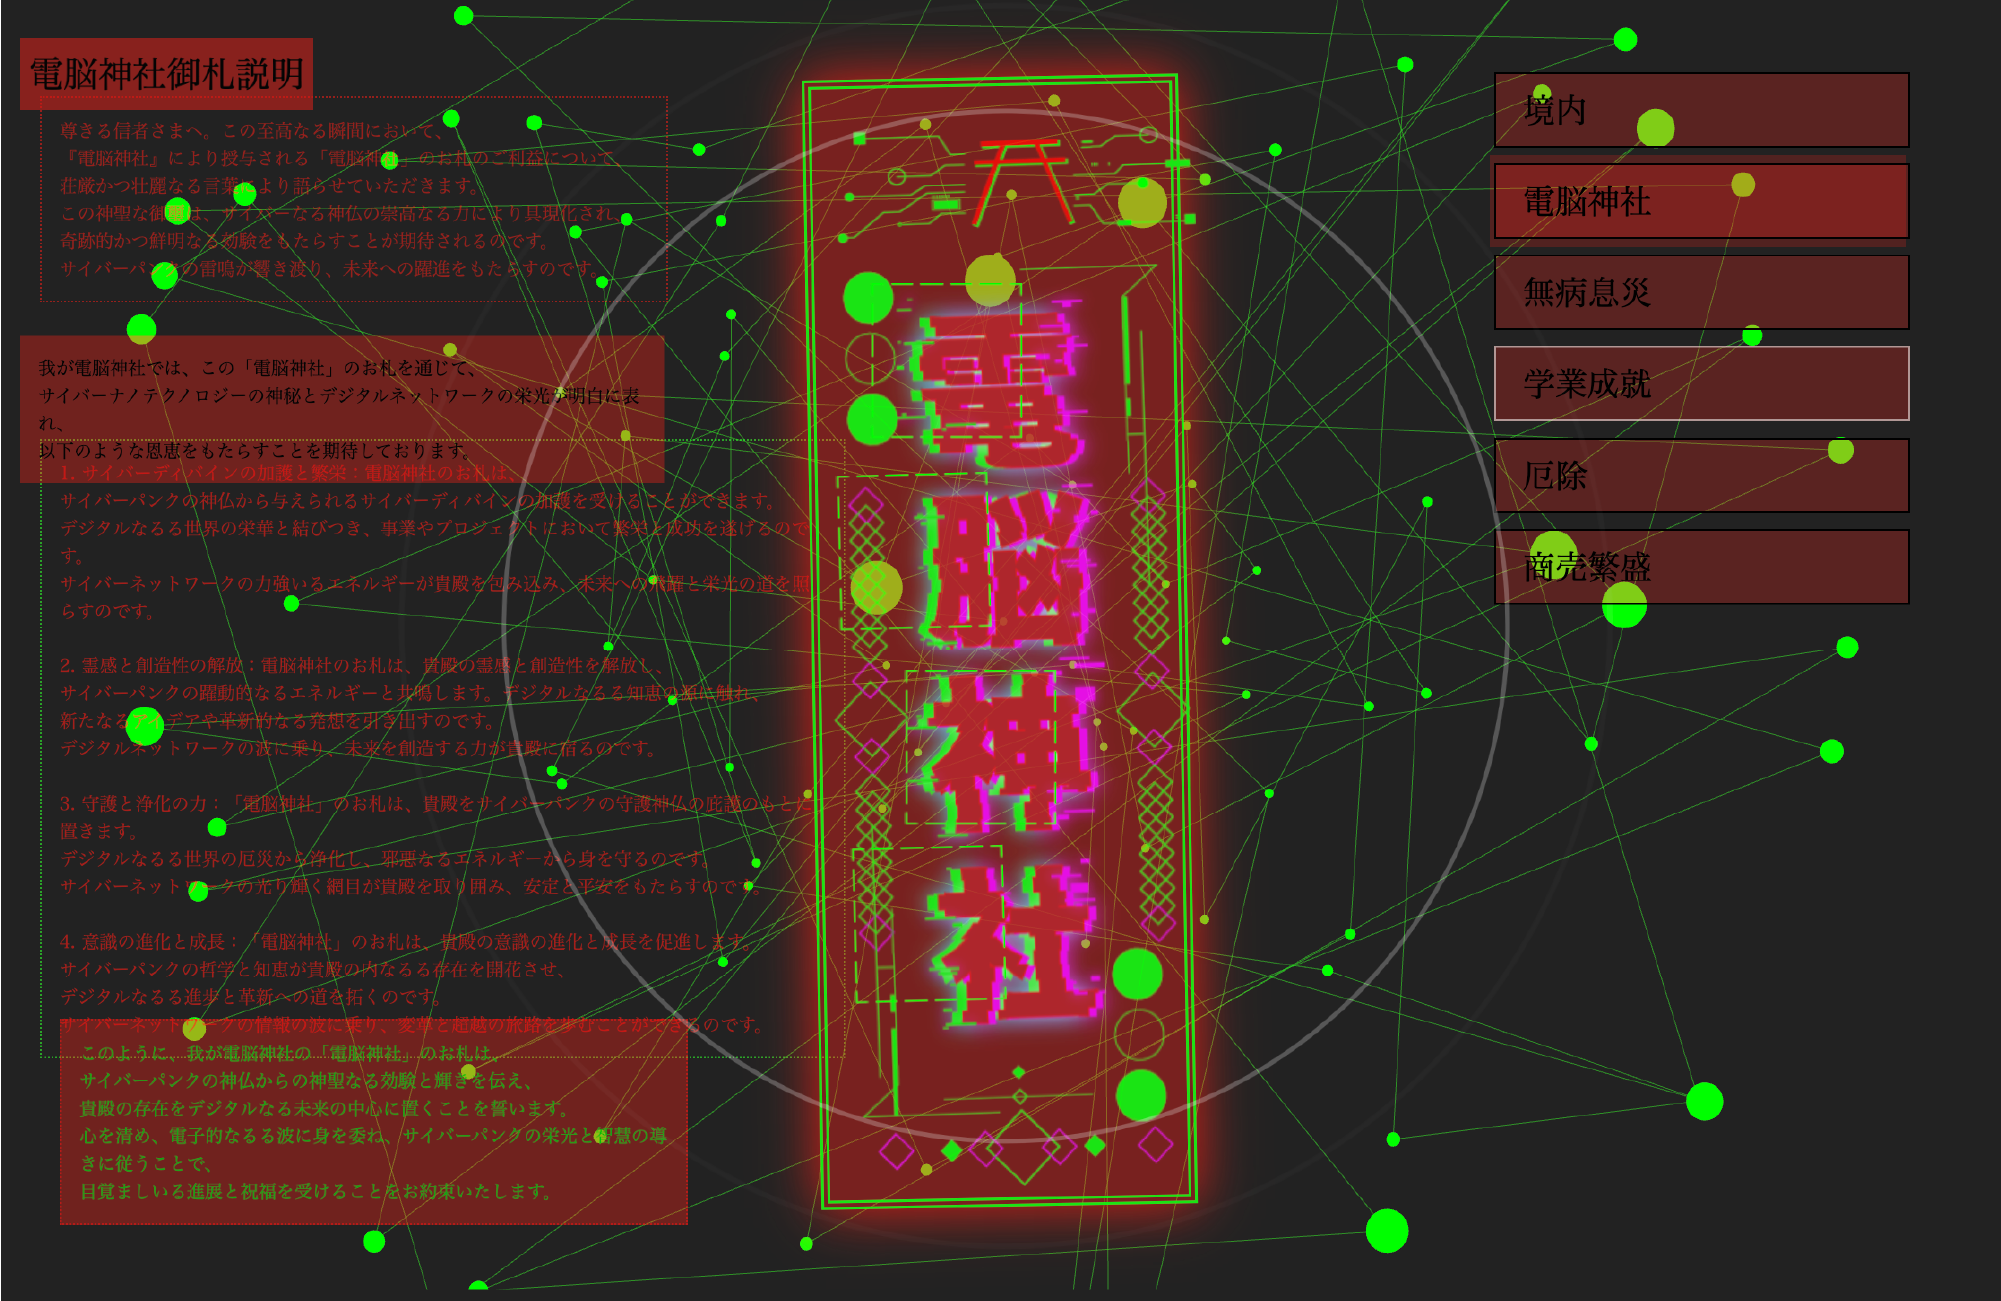 電脳神社御札説明
尊きる信者さまへ。この至高なる瞬間において、
『電脳神社』により授与される「電脳神社」のお札のご利益について、
荘厳かつ壮麗なる言葉により語らせていただきます。
この神聖な御札は、サイバーなる神仏の崇高なる力により具現化され、
奇跡的かつ鮮明なる効験をもたらすことが期待されるのです。
サイバーパンクの雷鳴が響き渡り、未来への躍進をもたらすのです。
我が電脳神社では、この「電脳神社」のお札を通じて、
サイバーナノテクノロジーの神秘とデジタルネットワークの栄光が明白に表
れ、
以下のような恩恵をもたらすことを期待しております。
1. サイバーディバインの加護と繁栄：電脳神社のお札は、
サイバーパンクの神仏から与えられるサイバーディバインの加護を受けることができます。
デジタルなるる世界の栄華と結びつき、事業やプロジェクトにおいて繁栄と成功を遂げるので
す。
サイバーネットワークの力強いるエネルギーが貴殿を包み込み、未来への飛躍と栄光の道を照
らすのです。
2. 霊感と創造性の解放：電脳神社のお札は、貴殿の霊感と創造性を解放し、
サイバーパンクの躍動的なるエネルギーと共鳴します。デジタルなるる知恵の源に触れ、
新たなるアイデアや革新的なる発想を引き出すのです。
デジタルネットワークの波に乗り、未来を創造する力が貴殿に宿るのです。
3. 守護と浄化の力：「電脳神社」のお札は、貴殿をサイバーパンクの守護神仏の庇護のもとに
置きます。
デジタルなるる世界の厄災から浄化し、邪悪なるエネルギーから身を守るのです。
サイバーネットワークの光り輝く網目が貴殿を取り囲み、安定と平安をもたらすのです。
4. 意識の進化と成長：「電脳神社」のお札は、貴殿の意識の進化と成長を促進します。
サイバーパンクの哲学と知恵が貴殿の内なるる存在を開花させ、
デジタルなるる進歩と革新への道を拓くのです。
サイバーネットワークの情報の波に乗り、変革と超越の旅路を歩むことができるのです。
このように、我が電脳神社の「電脳神社」のお札は、
サイバーパンクの神仏からの神聖なる効験と輝きを伝え、
貴殿の存在をデジタルなる未来の中心に置くことを誓います。
心を清め、電子的なるる波に身を委ね、サイバーパンクの栄光と智慧の導
きに従うことで、
目覚ましいる進展と祝福を受けることをお約束いたします。
電脳神社
境内
電脳神社
無病息災
学業成就
厄除
商売繁盛